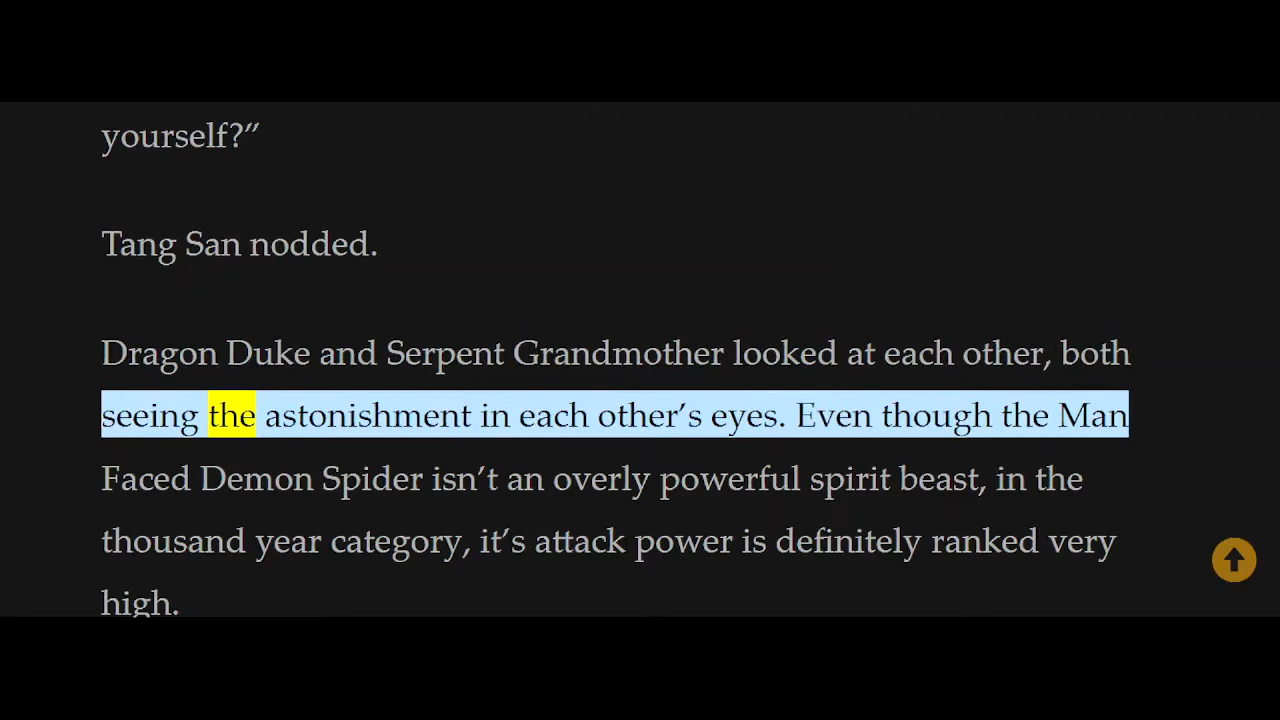 yourself?”
Tang San nodded.
Dragon Duke and Serpent Grandmother looked at each other, both
seeing the astonishment in each other’s eyes. Even though the Man
Faced Demon Spider isn’t an overly powerful spirit beast, in the
thousand year category, it’s attack power is definitely ranked very
high.